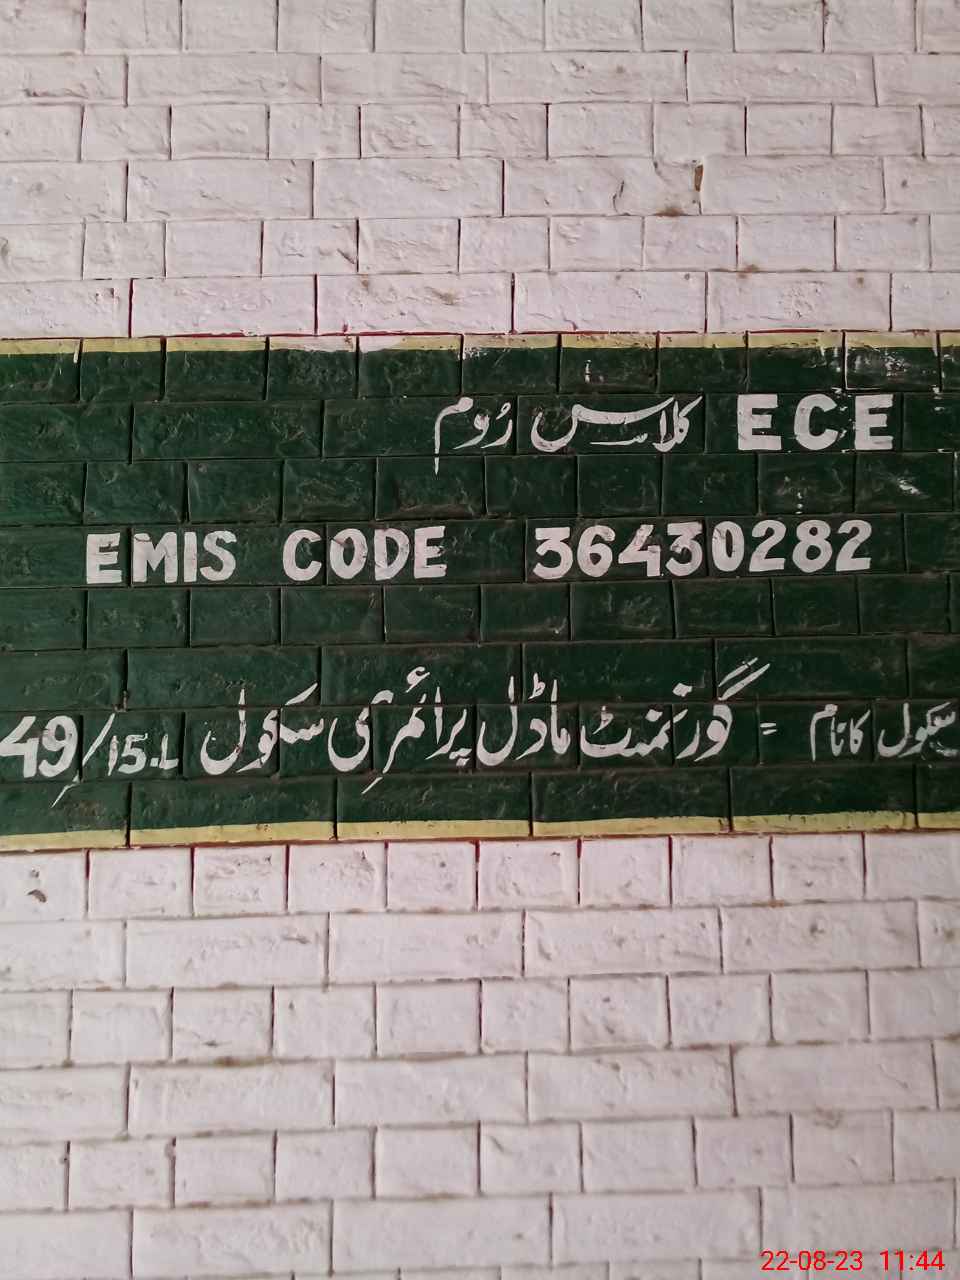 ECE کلاس رُوم
EMIS CODE 36430282
سکول کا نام = گورنمنٹ ماڈل پرائمری سکول 49/15.L
22-08-23 11:44